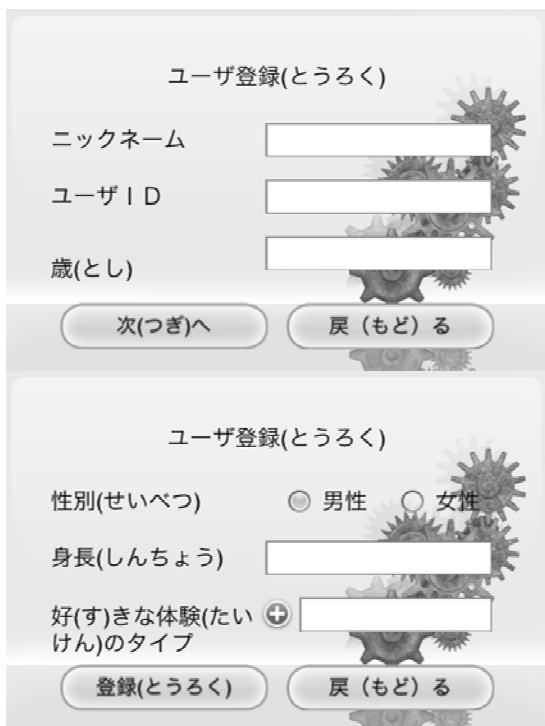 ユーザ登録(とうろく)
ニックネーム
ユーザＩＤ
歳(とし)
次(つぎ)へ
戻（もど）る
ユーザ登録(とうろく)
性別(せいべつ)
男性
女性
身長(しんちょう)
好(す)きな体験(たい
けん)のタイプ
登録(とうろく)
戻（もど）る